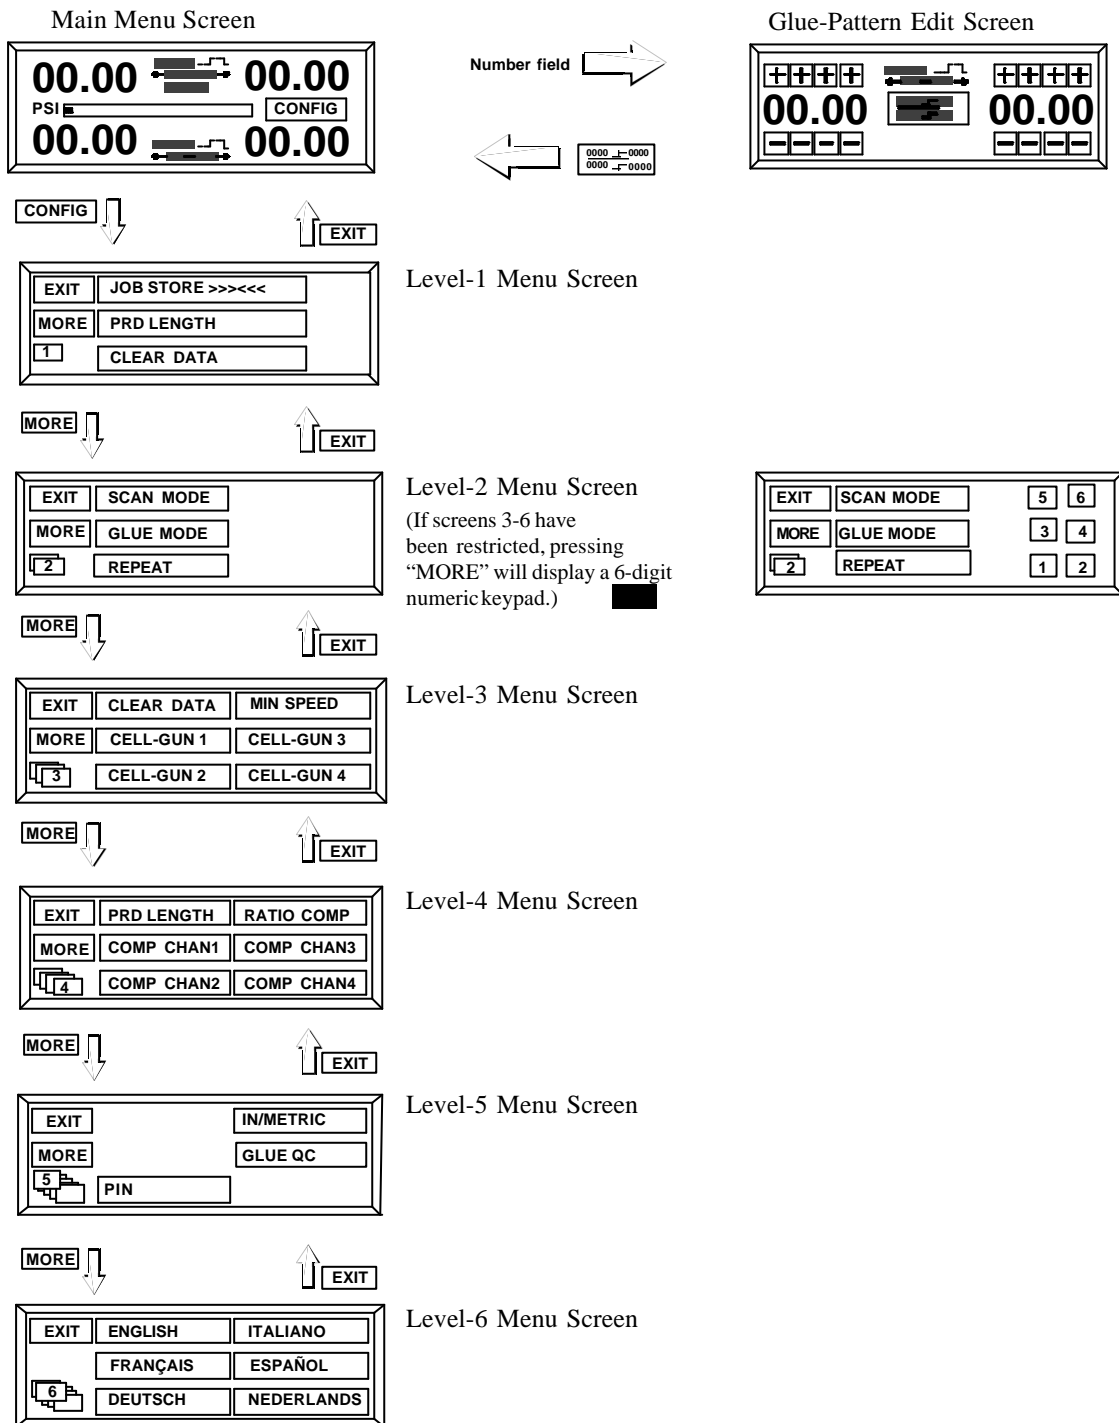 Main Menu Screen
Glue-Pattern Edit Screen
00.00 00.00
PSI CONFIG
00.00 00.00
Number field
++++ ++++
00.00 00.00
---- ----
0000 0000
0000 0000
CONFIG
EXIT
Level-1 Menu Screen
EXIT JOB STORE >>><<<
MORE PRD LENGTH
1 CLEAR DATA
MORE
EXIT
Level-2 Menu Screen
(If screens 3-6 have
been restricted, pressing
“MORE” will display a 6-digit
numeric keypad.)
EXIT SCAN MODE
MORE GLUE MODE
2 REPEAT
EXIT SCAN MODE 5 6
MORE GLUE MODE 3 4
2 REPEAT 1 2
MORE
EXIT
Level-3 Menu Screen
EXIT CLEAR DATA MIN SPEED
MORE CELL-GUN 1 CELL-GUN 3
3 CELL-GUN 2 CELL-GUN 4
MORE
EXIT
Level-4 Menu Screen
EXIT PRD LENGTH RATIO COMP
MORE COMP CHAN1 COMP CHAN3
4 COMP CHAN2 COMP CHAN4
MORE
EXIT
Level-5 Menu Screen
EXIT IN/METRIC
MORE GLUE QC
5 PIN
MORE
EXIT
Level-6 Menu Screen
EXIT ENGLISH ITALIANO
FRANÇAIS ESPAÑOL
6 DEUTSCH NEDERLANDS